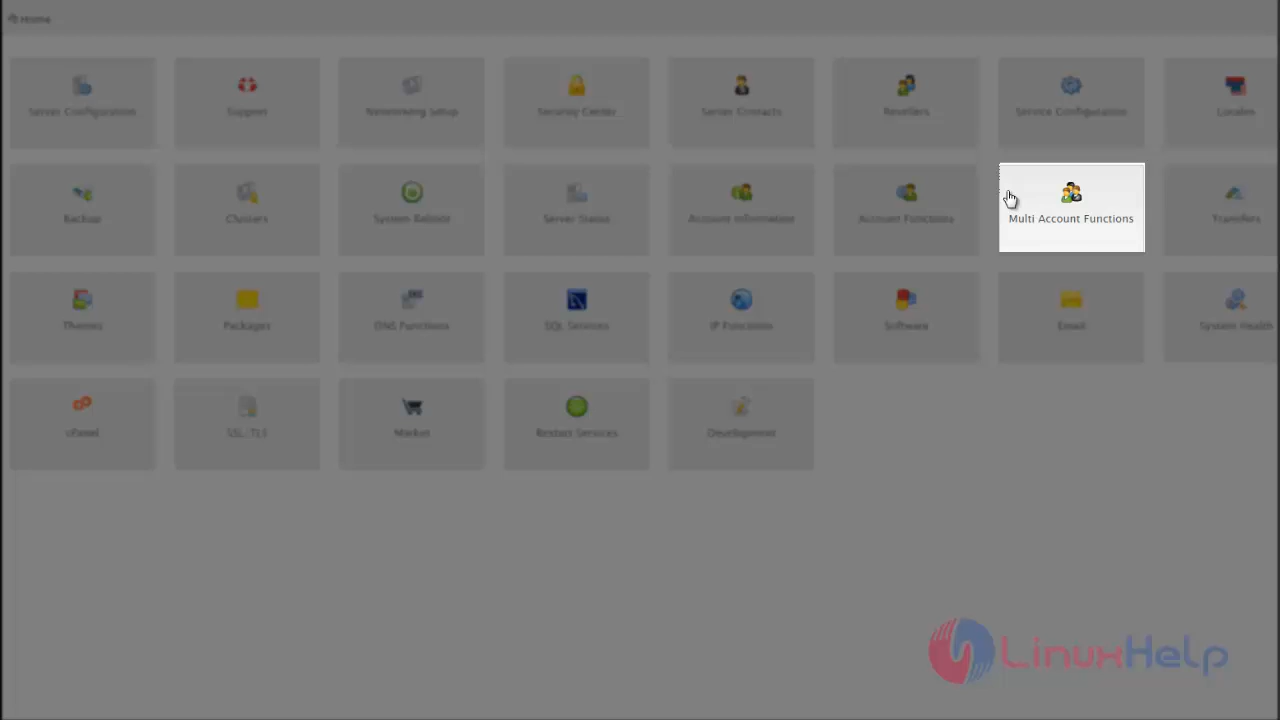 Home
Server Configuration
Support
Networking Setup
Security Center
Server Contacts
Resellers
Service Configuration
Locales
Backup
Clusters
System Reboot
Server Status
Account Information
Account Functions
Multi Account Functions
Transfers
Themes
Packages
DNS Functions
SQL Services
IP Functions
Software
Email
System Health
cPanel
SSL/TLS
Market
Restart Services
Development
LinuxHelp